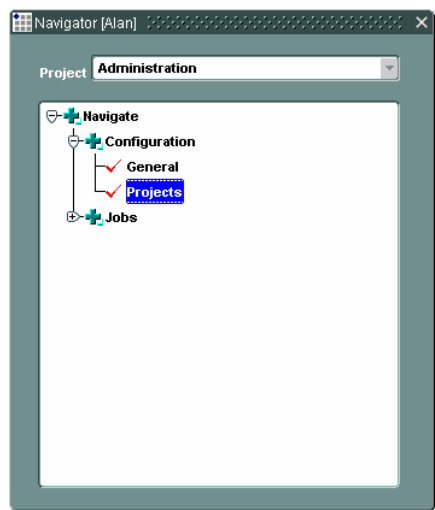 Navigator [Alan]
Project Administration
Navigate
Configuration
General
Projects
Jobs